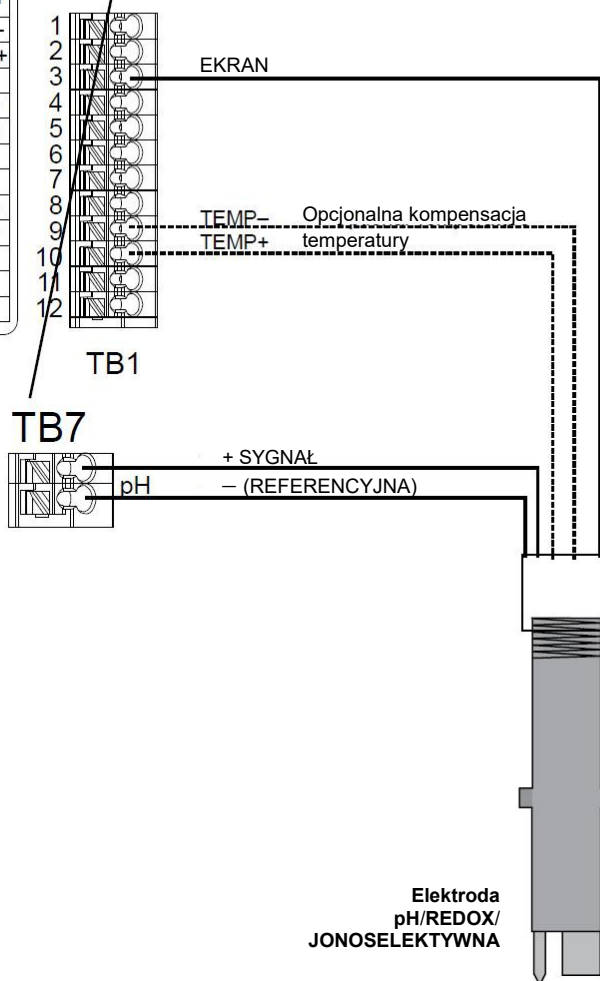 1
2
3
EKRAN
4
5
6
7
8
9
TEMP–
Opcjonalna kompensacja
10
TEMP+
temperatury
11
12
TB1
TB7
+ SYGNAŁ
pH
– (REFERENCYJNA)
Elektroda
pH/REDOX/
JONOSELEKTYWNA